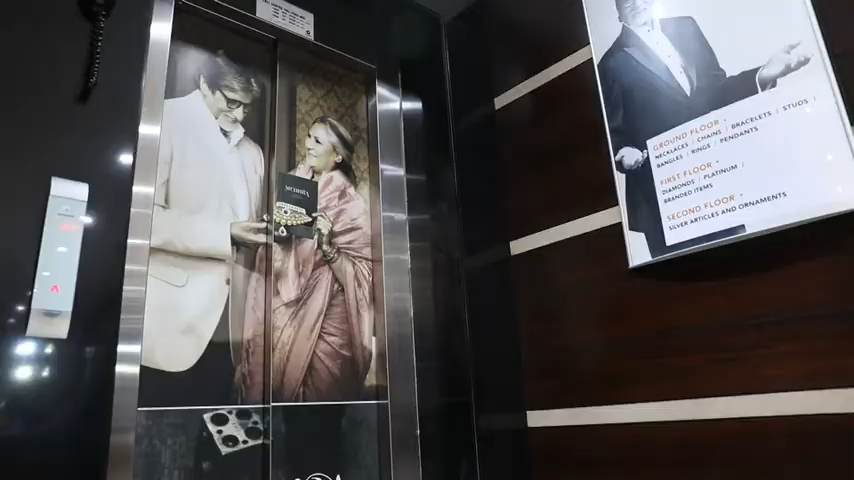 GROUND FLOOR -
NECKLACES / CHAINS / BRACELETS / STUDS /
BANGLES / RINGS / PENDANTS
FIRST FLOOR -
DIAMONDS / PLATINUM /
BRANDED ITEMS
SECOND FLOOR -
SILVER ARTICLES AND ORNAMENTS